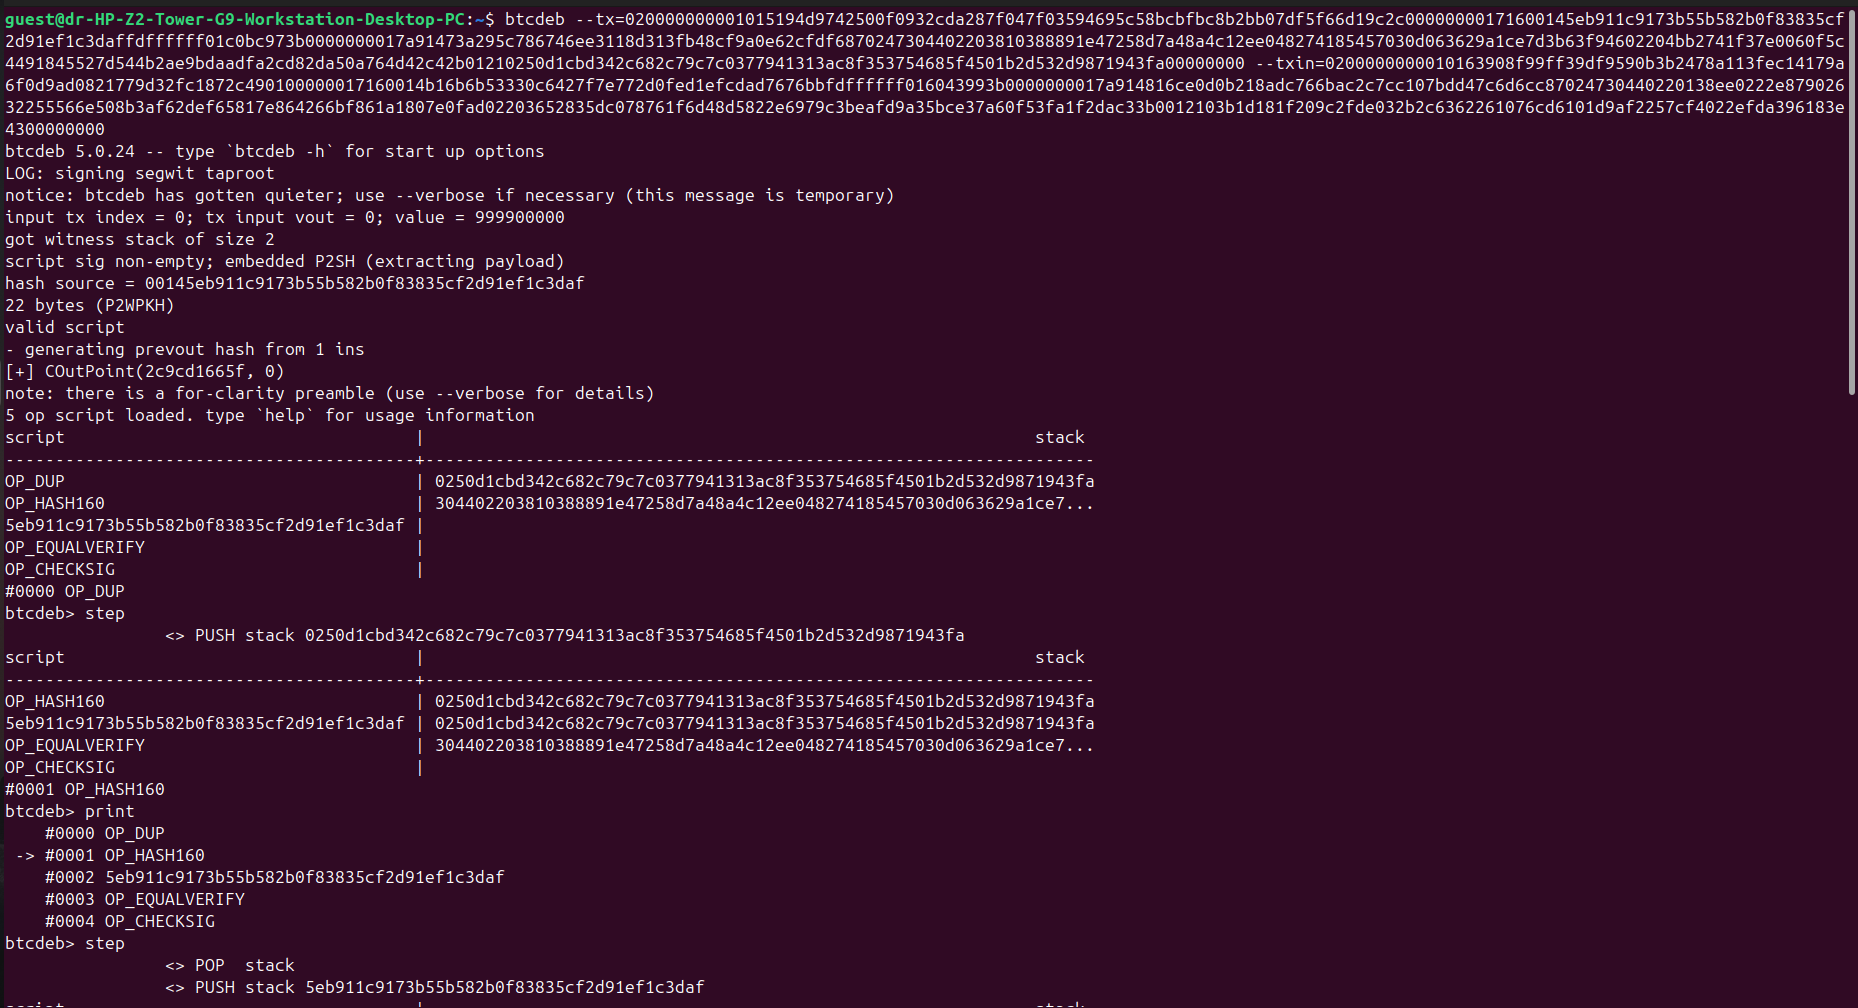 guest@dr-HP-Z2-Tower-G9-Workstation-Desktop-PC:~$ btcdeb --tx=020000000001015194d9742500f0932cda287f047f03594695c58bcbfbc8b2bb07df5f66d19c2c00000000171600145eb911c9173b55b582b0f83835cf
2d91ef1c3daffdffffff01c0bc973b0000000017a91473a295c786746ee3118d313fb48cf9a0e62cfdf6870247304402203810388891e47258d7a48a4c12ee048274185457030d063629a1ce7d3b63f94602204bb2741f37e0060f5c
4491845527d544b2ae9bdaadfa2cd82da50a764d42c42b01210250d1cbd342c682c79c7c0377941313ac8f353754685f4501b2d532d9871943fa00000000 --txin=0200000000010163908f99ff39df9590b3b2478a113fec14179a
6f0d9ad0821779d32fc1872c490100000017160014b16b6b53330c6427f7e772d0fed1efcdad7676bbfdffffff016043993b0000000017a914816ce0d0b218adc766bac2c7cc107bdd47c6d6cc87024730440220138ee0222e879026
32255566e508b3af62def65817e864266bf861a1807e0fad02203652835dc078761f6d48d5822e6979c3beafd9a35bce37a60f53fa1f2dac33b0012103b1d181f209c2fde032b2c6362261076cd6101d9af2257cf4022efda396183e
4300000000
btcdeb 5.0.24 -- type `btcdeb -h` for start up options
LOG: signing segwit taproot
notice: btcdeb has gotten quieter; use --verbose if necessary (this message is temporary)
input tx index = 0; tx input vout = 0; value = 999900000
got witness stack of size 2
script sig non-empty; embedded P2SH (extracting payload)
hash source = 00145eb911c9173b55b582b0f83835cf2d91ef1c3daf
22 bytes (P2WPKH)
valid script
- generating prevout hash from 1 ins
[+] COutPoint(2c9cd1665f, 0)
note: there is a for-clarity preamble (use --verbose for details)
5 op script loaded. type `help` for usage information
script | stack
-----------------------------------------+-------------------------------------------------------------------
OP_DUP | 0250d1cbd342c682c79c7c0377941313ac8f353754685f4501b2d532d9871943fa
OP_HASH160 | 304402203810388891e47258d7a48a4c12ee048274185457030d063629a1ce7...
5eb911c9173b55b582b0f83835cf2d91ef1c3daf |
OP_EQUALVERIFY |
OP_CHECKSIG |
#0000 OP_DUP
btcdeb> step
<> PUSH stack 0250d1cbd342c682c79c7c0377941313ac8f353754685f4501b2d532d9871943fa
script | stack
-----------------------------------------+-------------------------------------------------------------------
OP_HASH160 | 0250d1cbd342c682c79c7c0377941313ac8f353754685f4501b2d532d9871943fa
5eb911c9173b55b582b0f83835cf2d91ef1c3daf | 0250d1cbd342c682c79c7c0377941313ac8f353754685f4501b2d532d9871943fa
OP_EQUALVERIFY | 304402203810388891e47258d7a48a4c12ee048274185457030d063629a1ce7...
OP_CHECKSIG |
#0001 OP_HASH160
btcdeb> print
#0000 OP_DUP
-> #0001 OP_HASH160
#0002 5eb911c9173b55b582b0f83835cf2d91ef1c3daf
#0003 OP_EQUALVERIFY
#0004 OP_CHECKSIG
btcdeb> step
<> POP stack
<> PUSH stack 5eb911c9173b55b582b0f83835cf2d91ef1c3daf